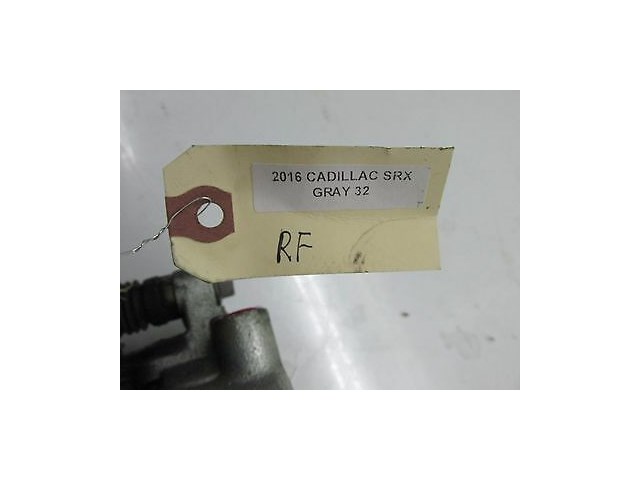 2016 CADILLAC SRX
GRAY 32
RF